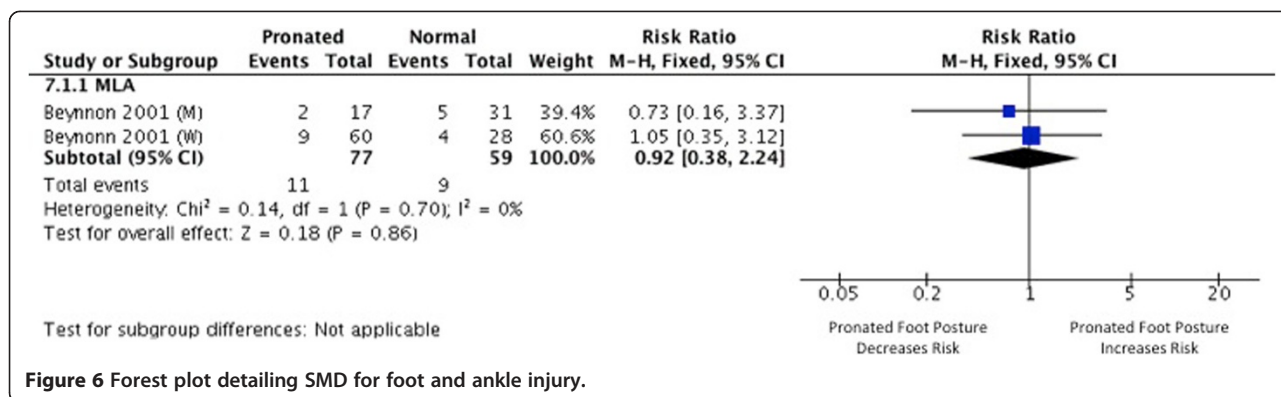 Pronated Normal Risk Ratio Risk Ratio
Study or Subgroup Events Total Events Total Weight M-H, Fixed, 95% CI M-H, Fixed, 95% CI
7.1.1 MLA
Beynnon 2001 (M) 2 17 5 31 39.4% 0.73 [0.16, 3.37]
Beynonn 2001 (W) 9 60 4 28 60.6% 1.05 [0.35, 3.12]
Subtotal (95% CI) 77 59 100.0% 0.92 [0.38, 2.24]
Total events 11 9
Heterogeneity: Chi² = 0.14, df = 1 (P = 0.70); I² = 0%
Test for overall effect: Z = 0.18 (P = 0.86)
0.05 0.2 1 5 20
Test for subgroup differences: Not applicable
Pronated Foot Posture Pronated Foot Posture
Decreases Risk Increases Risk
Figure 6 Forest plot detailing SMD for foot and ankle injury.